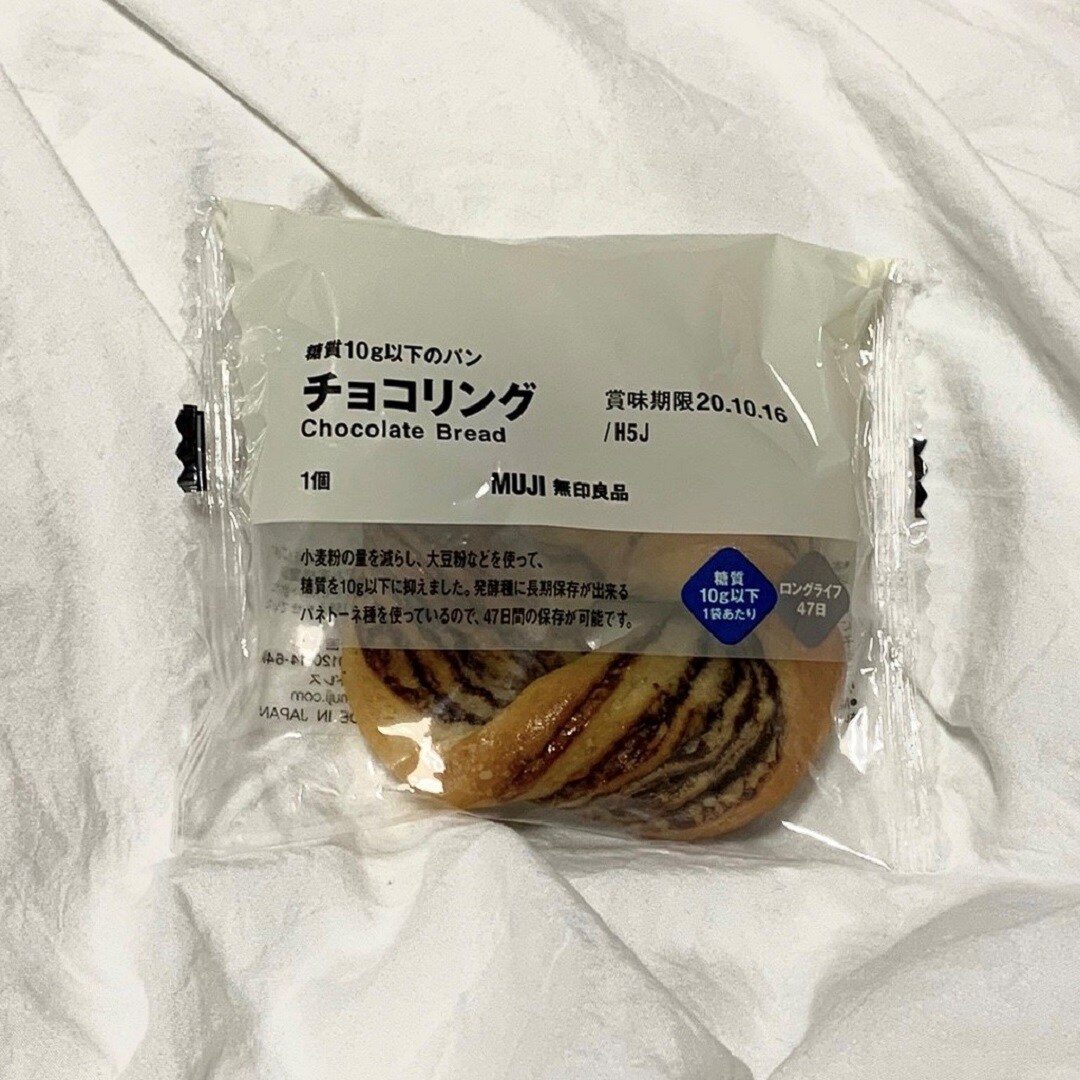 糖質10g以下のパン
チョコリング
Chocolate Bread
賞味期限20.10.16
/H5J
1個
MUJI 無印良品
小麦粉の量を減らし、大豆粉などを使って、
糖質を10g以下に抑えました。発酵種に長期保存が出来る
パネトーネ種を使っているので、47日間の保存が可能です。
糖質
10g以下
1袋あたり
ロングライフ
47日
muji.com
DE IN JAPAN